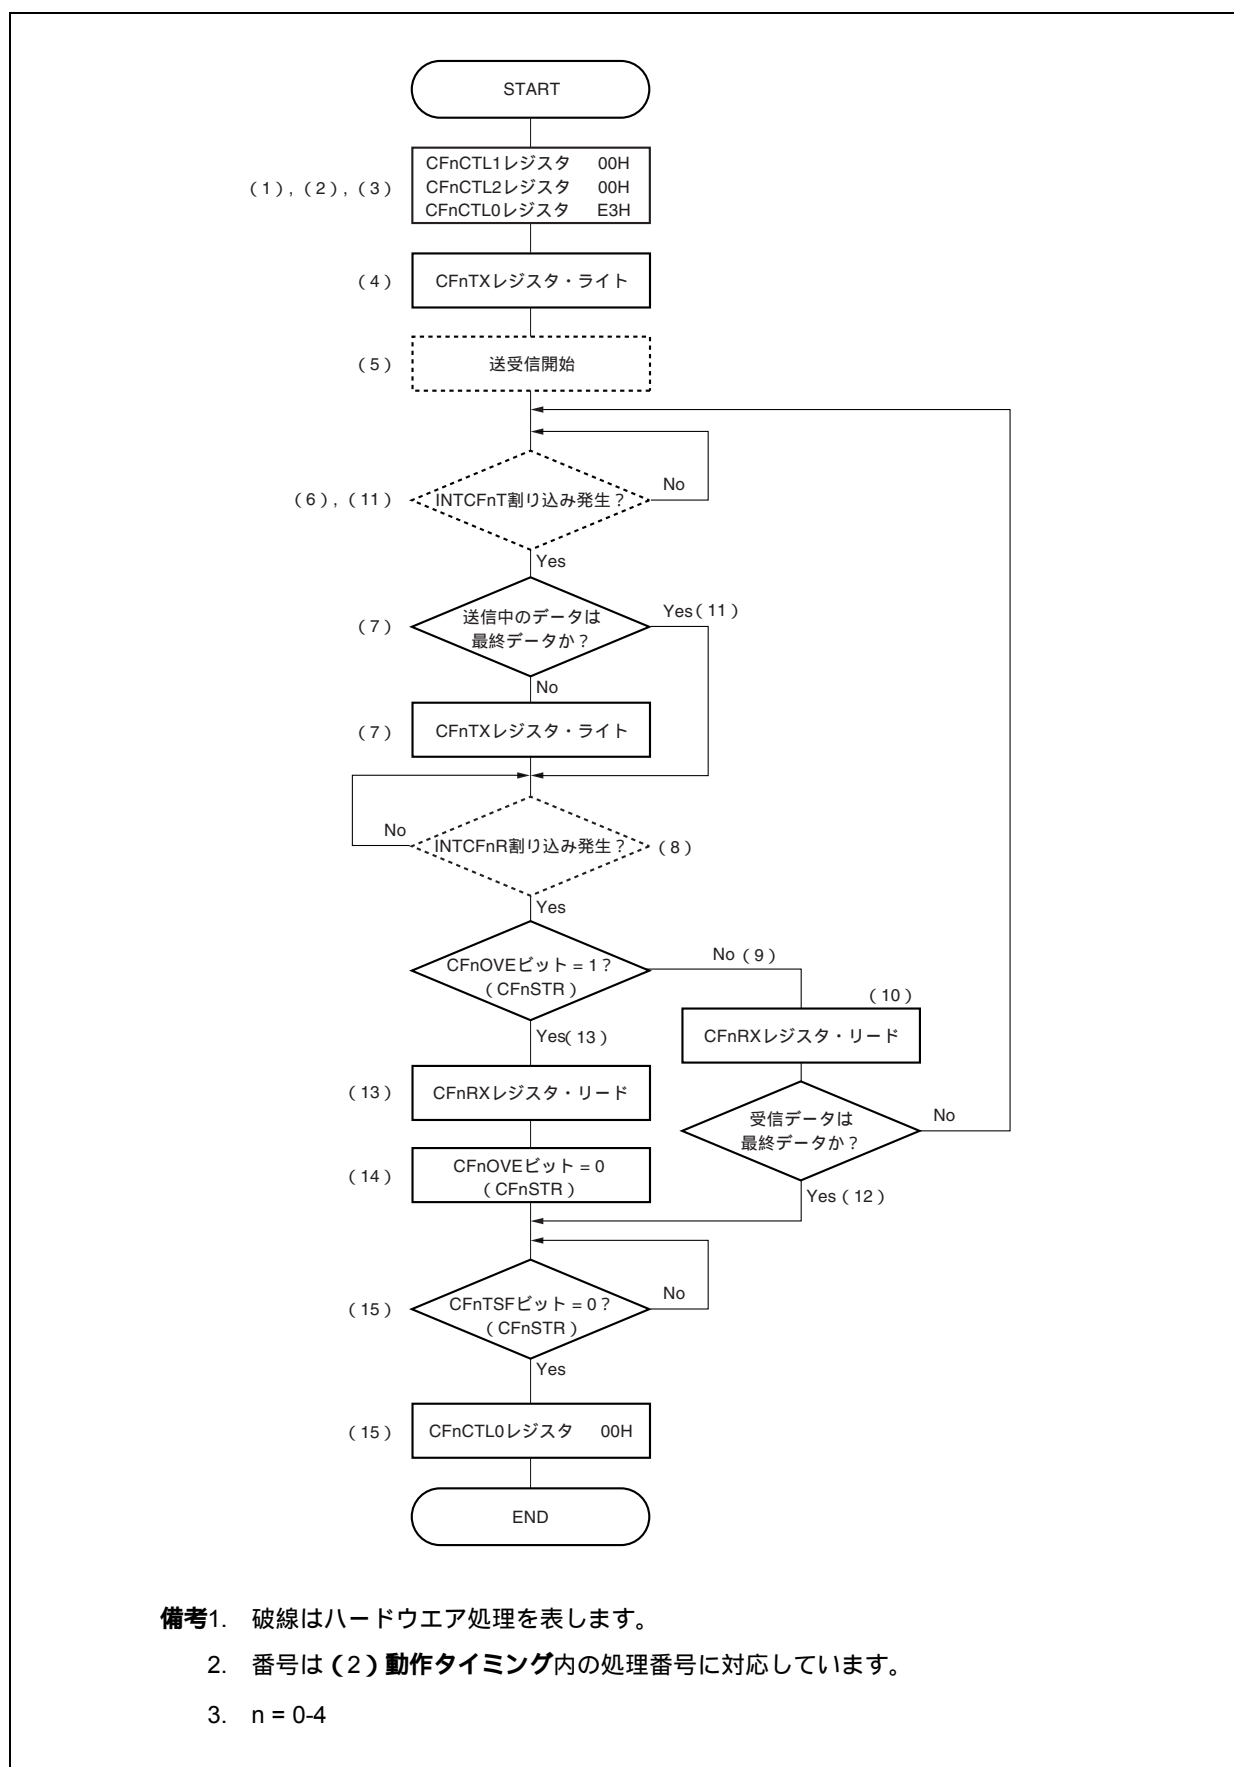 START
CFnCTL1レジスタ 00H
(1), (2), (3) CFnCTL2レジスタ 00H
CFnCTL0レジスタ E3H
(4) CFnTXレジスタ・ライト
(5) 送受信開始
No
(6), (11) INTCFnT割り込み発生?
Yes
送信中のデータは Yes(11)
(7)
最終データか?
No
(7) CFnTXレジスタ・ライト
No
INTCFnR割り込み発生? (8)
Yes
No(9)
CFnOVEビット = 1?
(CFnSTR)
(10)
Yes(13) CFnRXレジスタ・リード
(13) CFnRXレジスタ・リード
受信データは No
最終データか?
CFnOVEビット = 0
(14)
(CFnSTR)
Yes(12)
No
(15) CFnTSFビット = 0?
(CFnSTR)
Yes
(15) CFnCTL0レジスタ 00H
END
備考1. 破線はハードウエア処理を表します。
2. 番号は(2)動作タイミング内の処理番号に対応しています。
3. n = 0-4